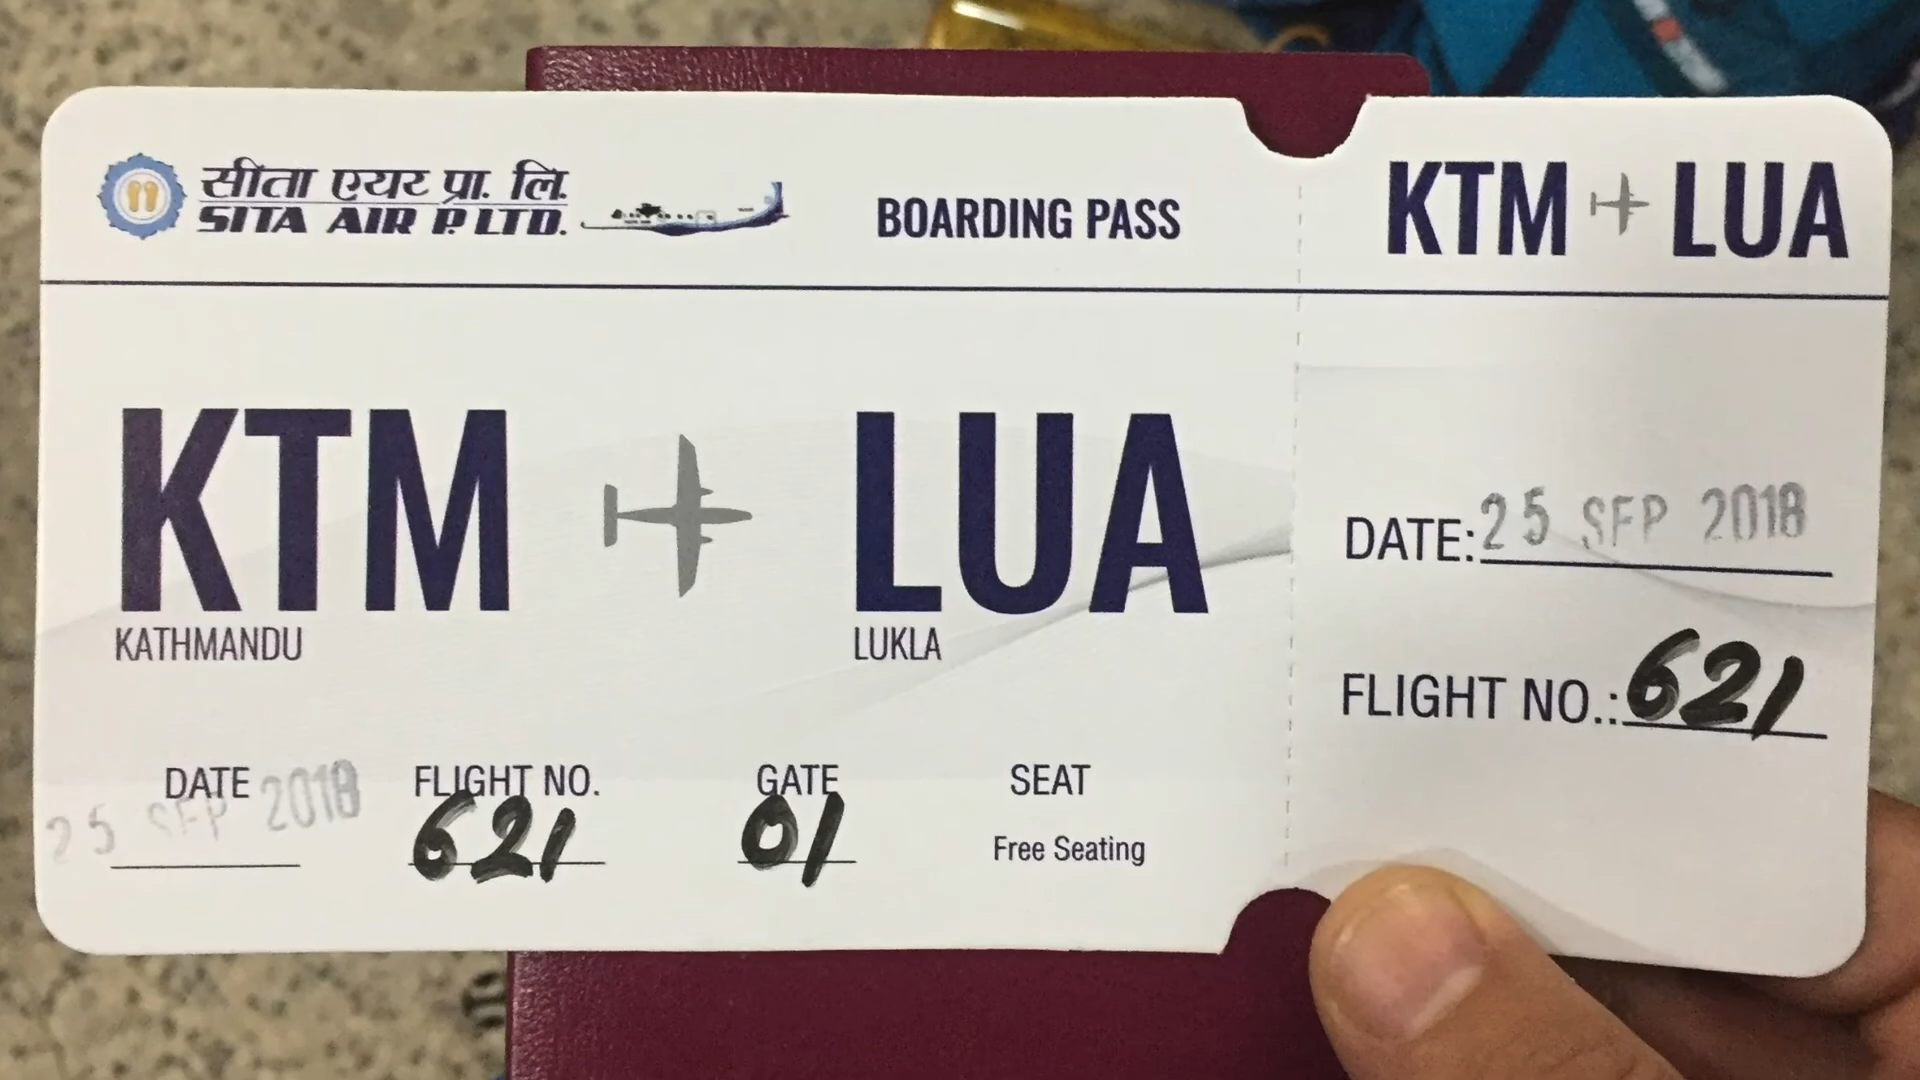 सीता एयर प्रा. लि.
SITA AIR P. LTD.
BOARDING PASS
KTM LUA
KTM LUA
KATHMANDU LUKLA
DATE FLIGHT NO. GATE SEAT
25 SEP 2018 621 01 Free Seating
DATE: 25 SEP 2018
FLIGHT NO.: 621